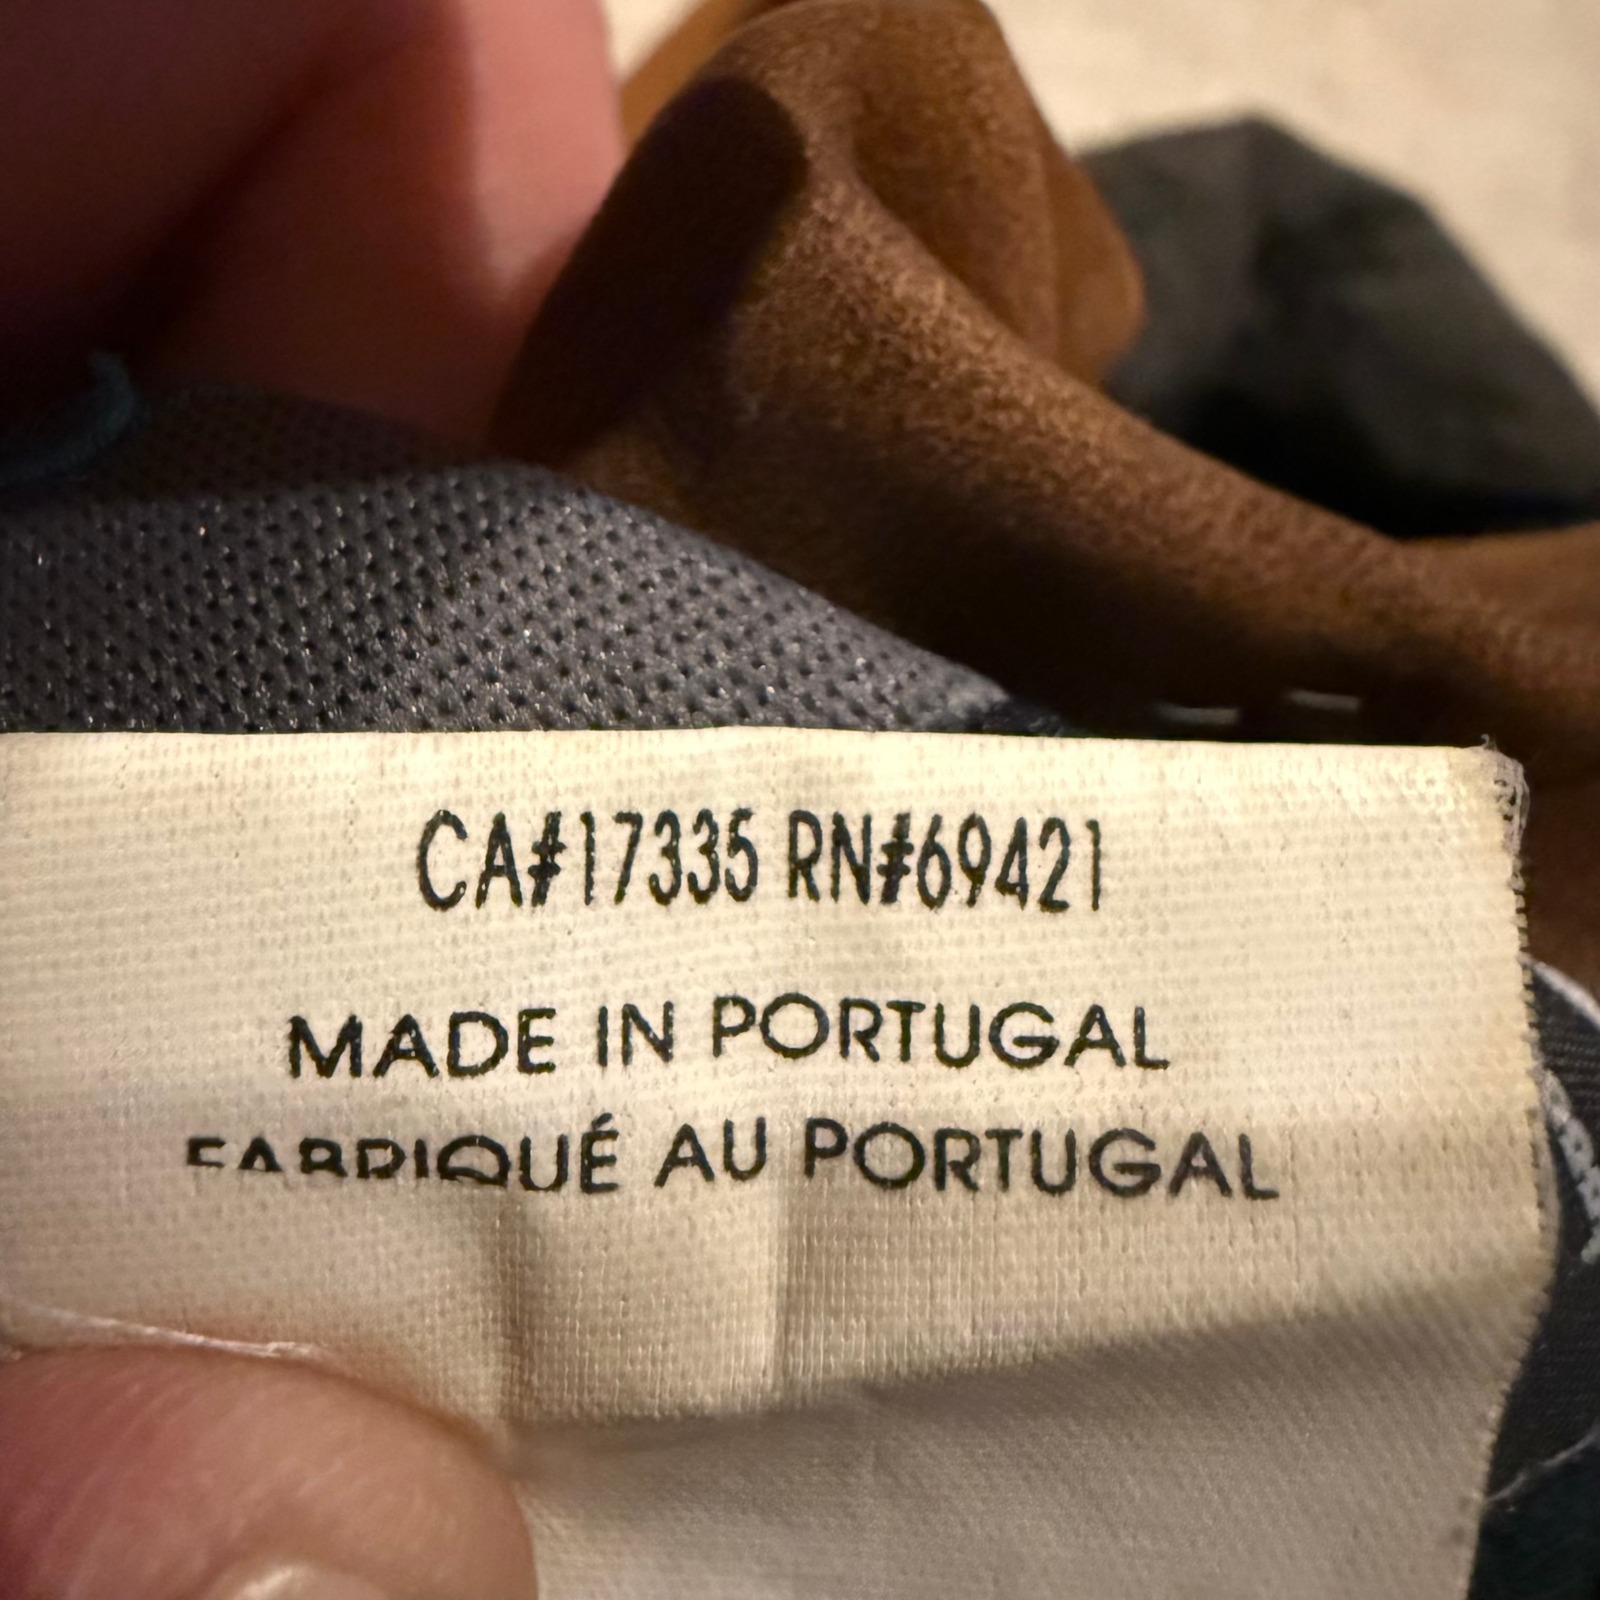 CA#17335 RN#69421
MADE IN PORTUGAL
FABRIQUÉ AU PORTUGAL